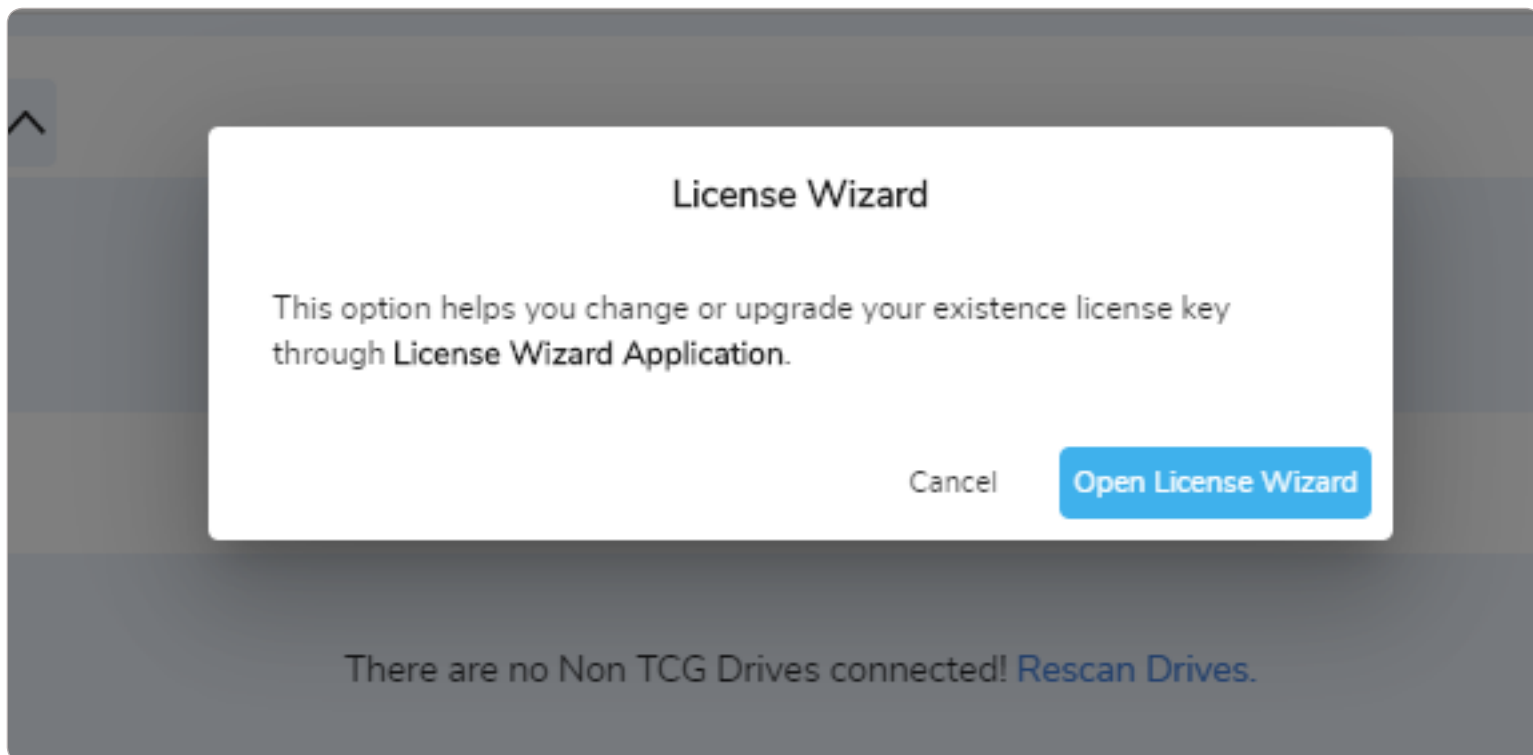 License Wizard
This option helps you change or upgrade your existence license key
through License Wizard Application.
Cancel
Open License Wizard
There are no Non TCG Drives connected! Rescan Drives.